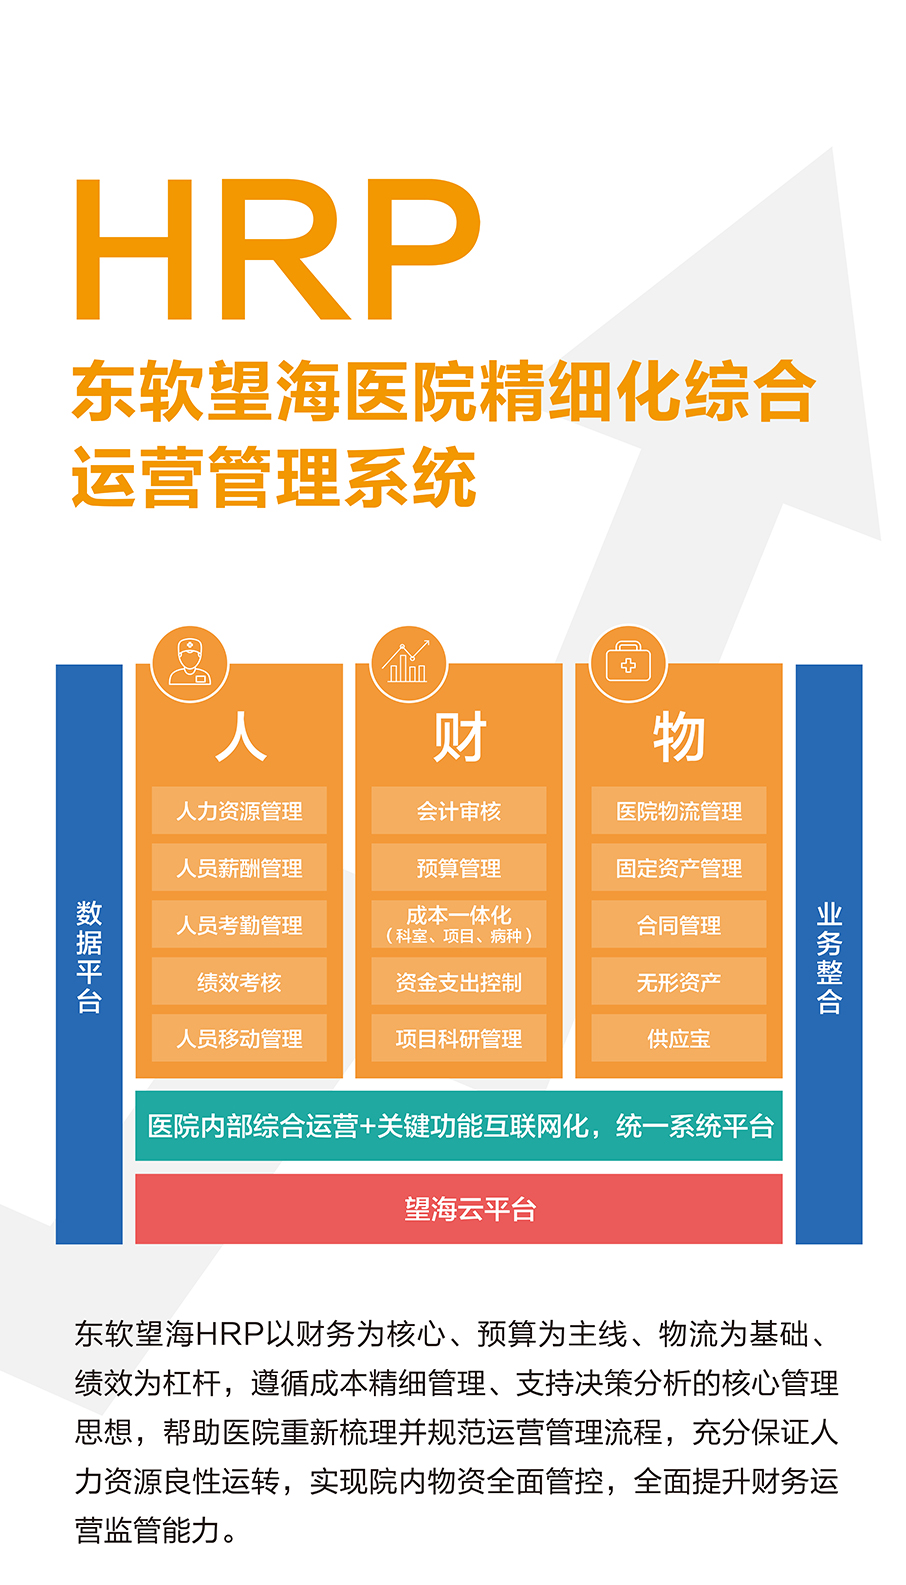 HRP
东软望海医院精细化综合
运营管理系统
数据平台
人
人力资源管理
人员薪酬管理
人员考勤管理
绩效考核
人员移动管理
财
会计审核
预算管理
成本一体化
（科室、项目、病种）
资金支出控制
项目科研管理
物
医院物流管理
固定资产管理
合同管理
无形资产
供应宝
业务整合
医院内部综合运营+关键功能互联网化，统一系统平台
望海云平台
东软望海HRP以财务为核心、预算为主线、物流为基础、
绩效为杠杆，遵循成本精细管理、支持决策分析的核心管理
思想，帮助医院重新梳理并规范运营管理流程，充分保证人
力资源良性运转，实现院内物资全面管控，全面提升财务运
营监管能力。